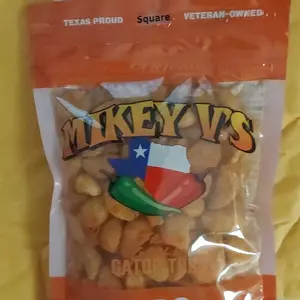 TEXAS PROUD Square VETERAN-OWNED
MIKEY V'S